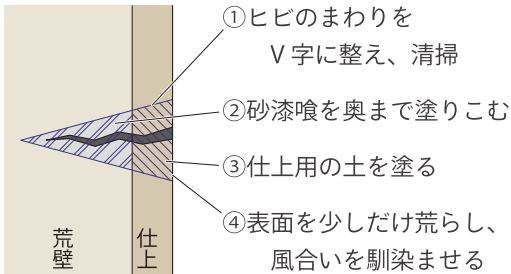 ①ヒビのまわりを
V字に整え、清掃
②砂漆喰を奥まで塗りこむ
③仕上用の土を塗る
④表面を少しだけ荒らし、
風合いを馴染ませる
荒壁
仕上